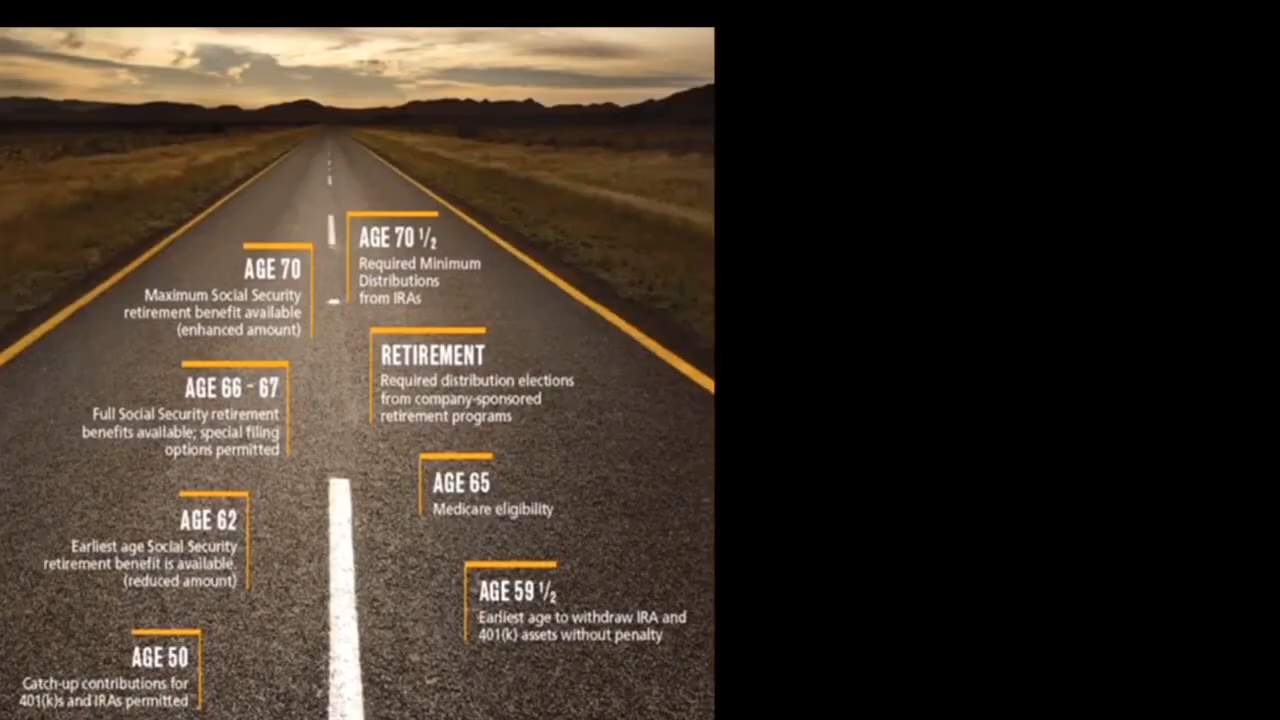 AGE 70 ½
Required Minimum
Distributions
from IRAs
AGE 70
Maximum Social Security
retirement benefit available
(enhanced amount)
RETIREMENT
Required distribution elections
from company-sponsored
retirement programs
AGE 66 - 67
Full Social Security retirement
benefits available; special filing
options permitted
AGE 65
Medicare eligibility
AGE 62
Earliest age Social Security
retirement benefit is available.
(reduced amount)
AGE 59 ½
Earliest age to withdraw IRA and
401(k) assets without penalty
AGE 50
Catch-up contributions for
401(k)s and IRAs permitted